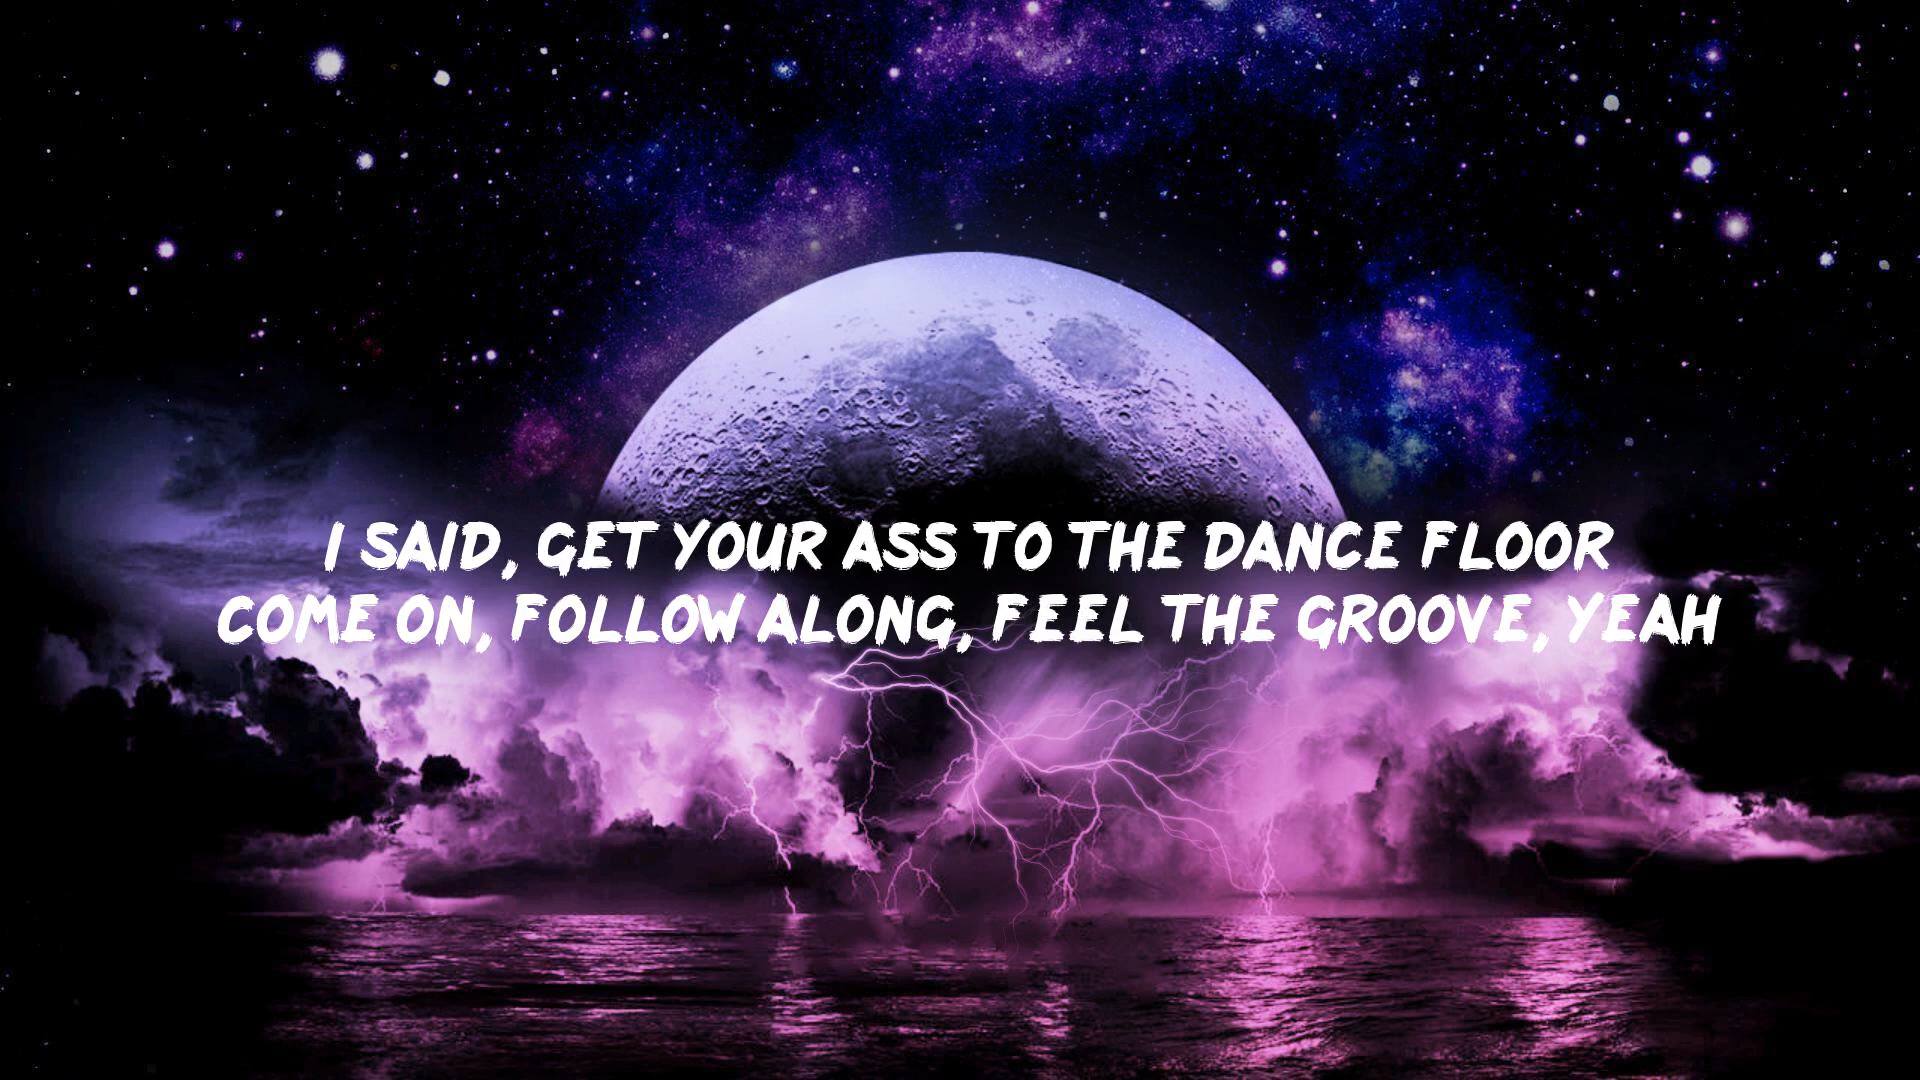 I SAID, GET YOUR ASS TO THE DANCE FLOOR
COME ON, FOLLOW ALONG, FEEL THE GROOVE, YEAH